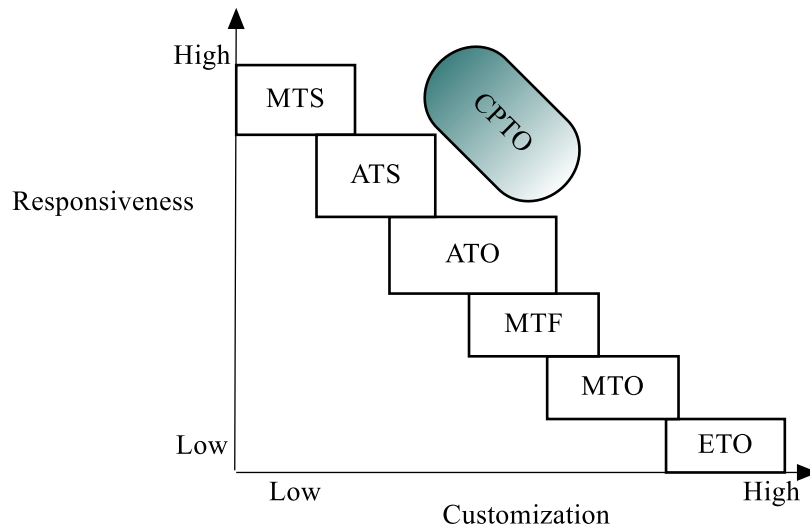 High
MTS
CPTO
ATS
Responsiveness
ATO
MTF
MTO
Low
ETO
Low
High
Customization